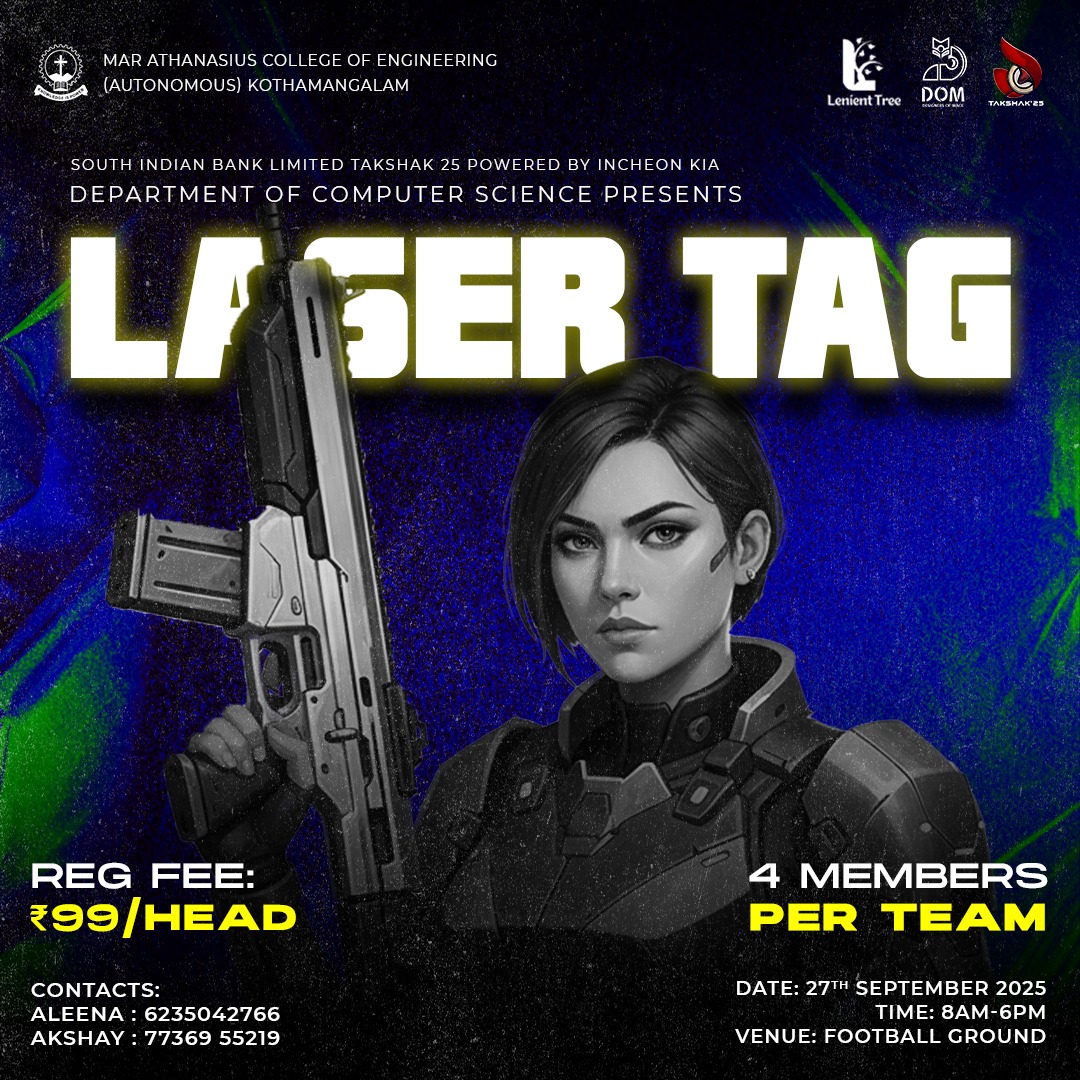 MAR ATHANASIUS COLLEGE OF ENGINEERING
(AUTONOMOUS) KOTHAMANGALAM
Lenient Tree
DOM
TAKSHAK'25
SOUTH INDIAN BANK LIMITED TAKSHAK 25 POWERED BY INCHEON KIA
DEPARTMENT OF COMPUTER SCIENCE PRESENTS
LASER TAG
REG FEE:
₹99/HEAD
4 MEMBERS
PER TEAM
CONTACTS:
ALEENA : 6235042766
AKSHAY : 77369 55219
DATE: 27TH SEPTEMBER 2025
TIME: 8AM-6PM
VENUE: FOOTBALL GROUND